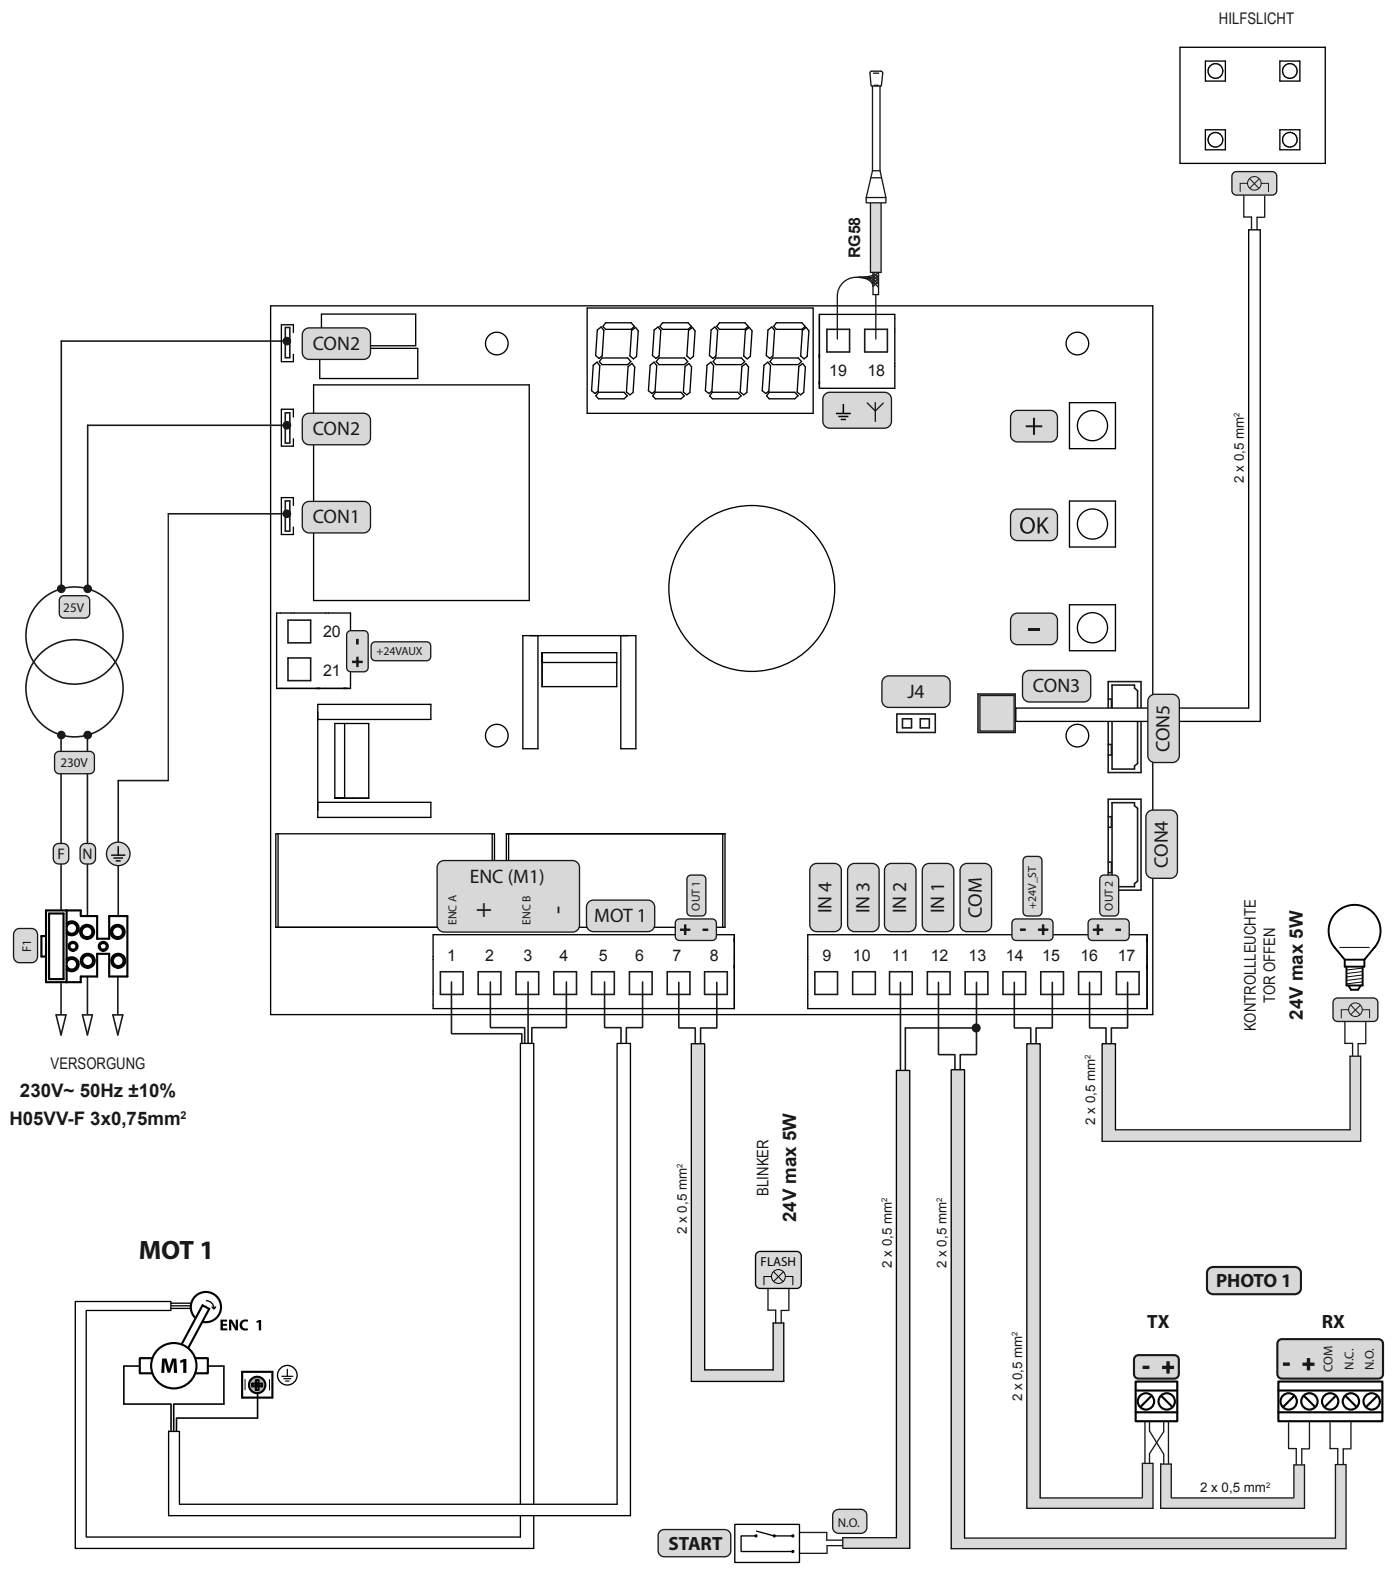 HILFSLICHT
RG58
2 x 0,5 mm²
CON2
19
18
CON2
+
CON1
OK
25V
20
-
+
+24VAUX
21
-
J4
CON3
CON5
230V
CON4
F
N
ENC (M1)
ENC A
+
ENC B
-
MOT 1
OUT 1
+ -
IN 4
IN 3
IN 2
IN 1
COM
+24V_ST
- +
OUT 2
+ -
F1
1
2
3
4
5
6
7
8
9
10
11
12
13
14
15
16
17
KONTROLLLEUCHTE
TOR OFFEN
24V max 5W
VERSORGUNG
230V~ 50Hz ±10%
H05VV-F 3x0,75mm²
2 x 0,5 mm²
BLINKER
24V max 5W
2 x 0,5 mm²
2 x 0,5 mm²
2 x 0,5 mm²
FLASH
MOT 1
ENC 1
M1
PHOTO 1
TX
RX
- +
-
+
COM
N.C.
N.O.
2 x 0,5 mm²
2 x 0,5 mm²
START
N.O.